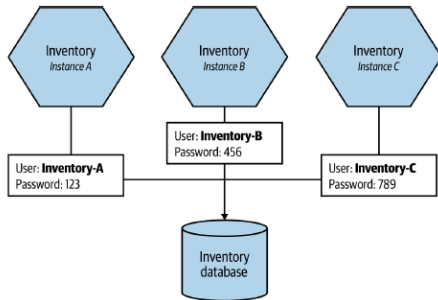 Inventory
Instance A
Inventory
Instance B
Inventory
Instance C
User: Inventory-B
Password: 456
User: Inventory-A
Password: 123
User: Inventory-C
Password: 789
Inventory
database